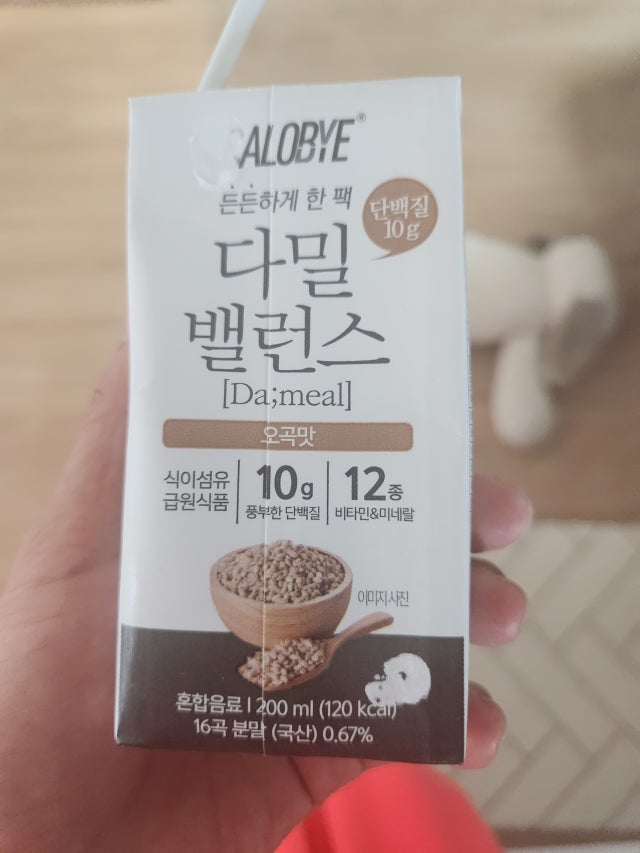 ALOBYE®
든든하게 한 팩
단백질
10g
다밀
밸런스
[Da;meal]
오곡맛
식이섬유
급원식품
10g
풍부한 단백질
12종
비타민&미네랄
이미지사진
혼합음료 | 200 ml (120 kcal)
16곡 분말 (국산) 0.67%